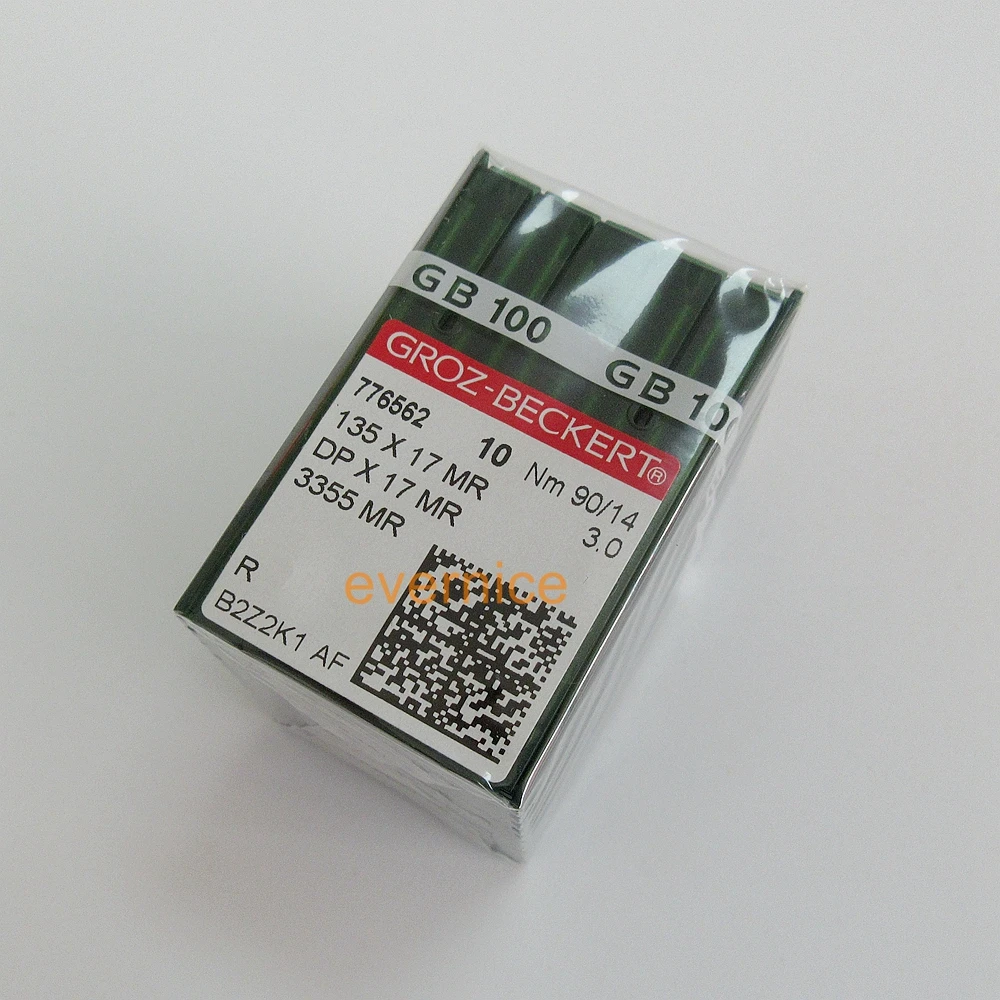 GB 100
GB 10
GROZ-BECKERT®
776562 10 Nm 90/14
135 X 17 MR 3.0
DP X 17 MR
3355 MR
evernice
R
B2Z2K1 AF